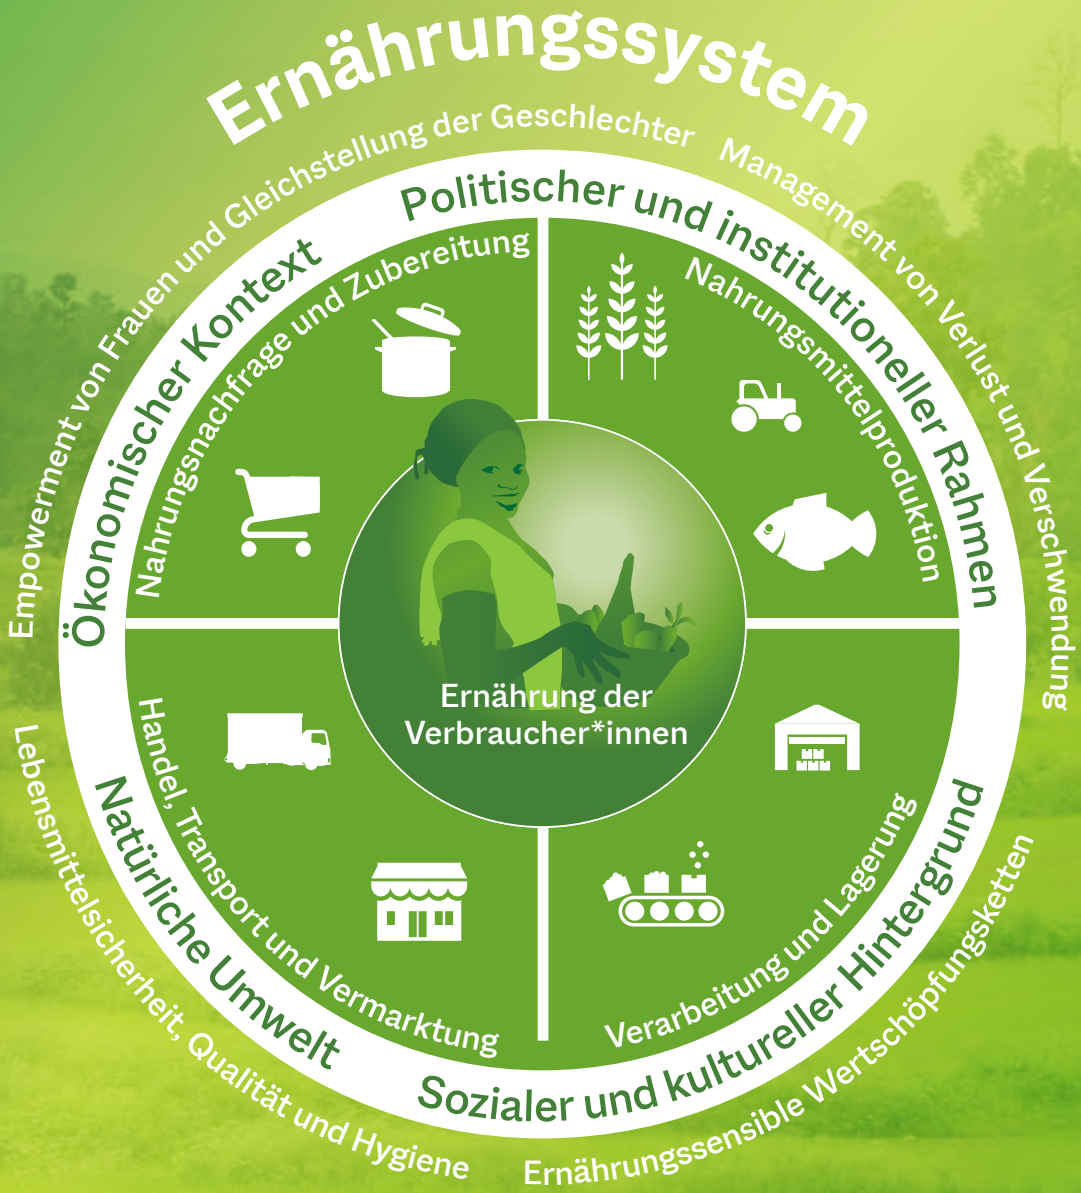 Ernährungssystem
Empowerment von Frauen und Gleichstellung der Geschlechter
Management von Verlust und Verschwendung
Ökonomischer Kontext
Politischer und institutioneller Rahmen
Nahrungsnachfrage und Zubereitung
Nahrungsmittelproduktion
Ernährung der
Verbraucher*innen
Handel, Transport und Vermarktung
Verarbeitung und Lagerung
Natürliche Umwelt
Sozialer und kultureller Hintergrund
Lebensmittelsicherheit, Qualität und Hygiene
Ernährungssensible Wertschöpfungsketten